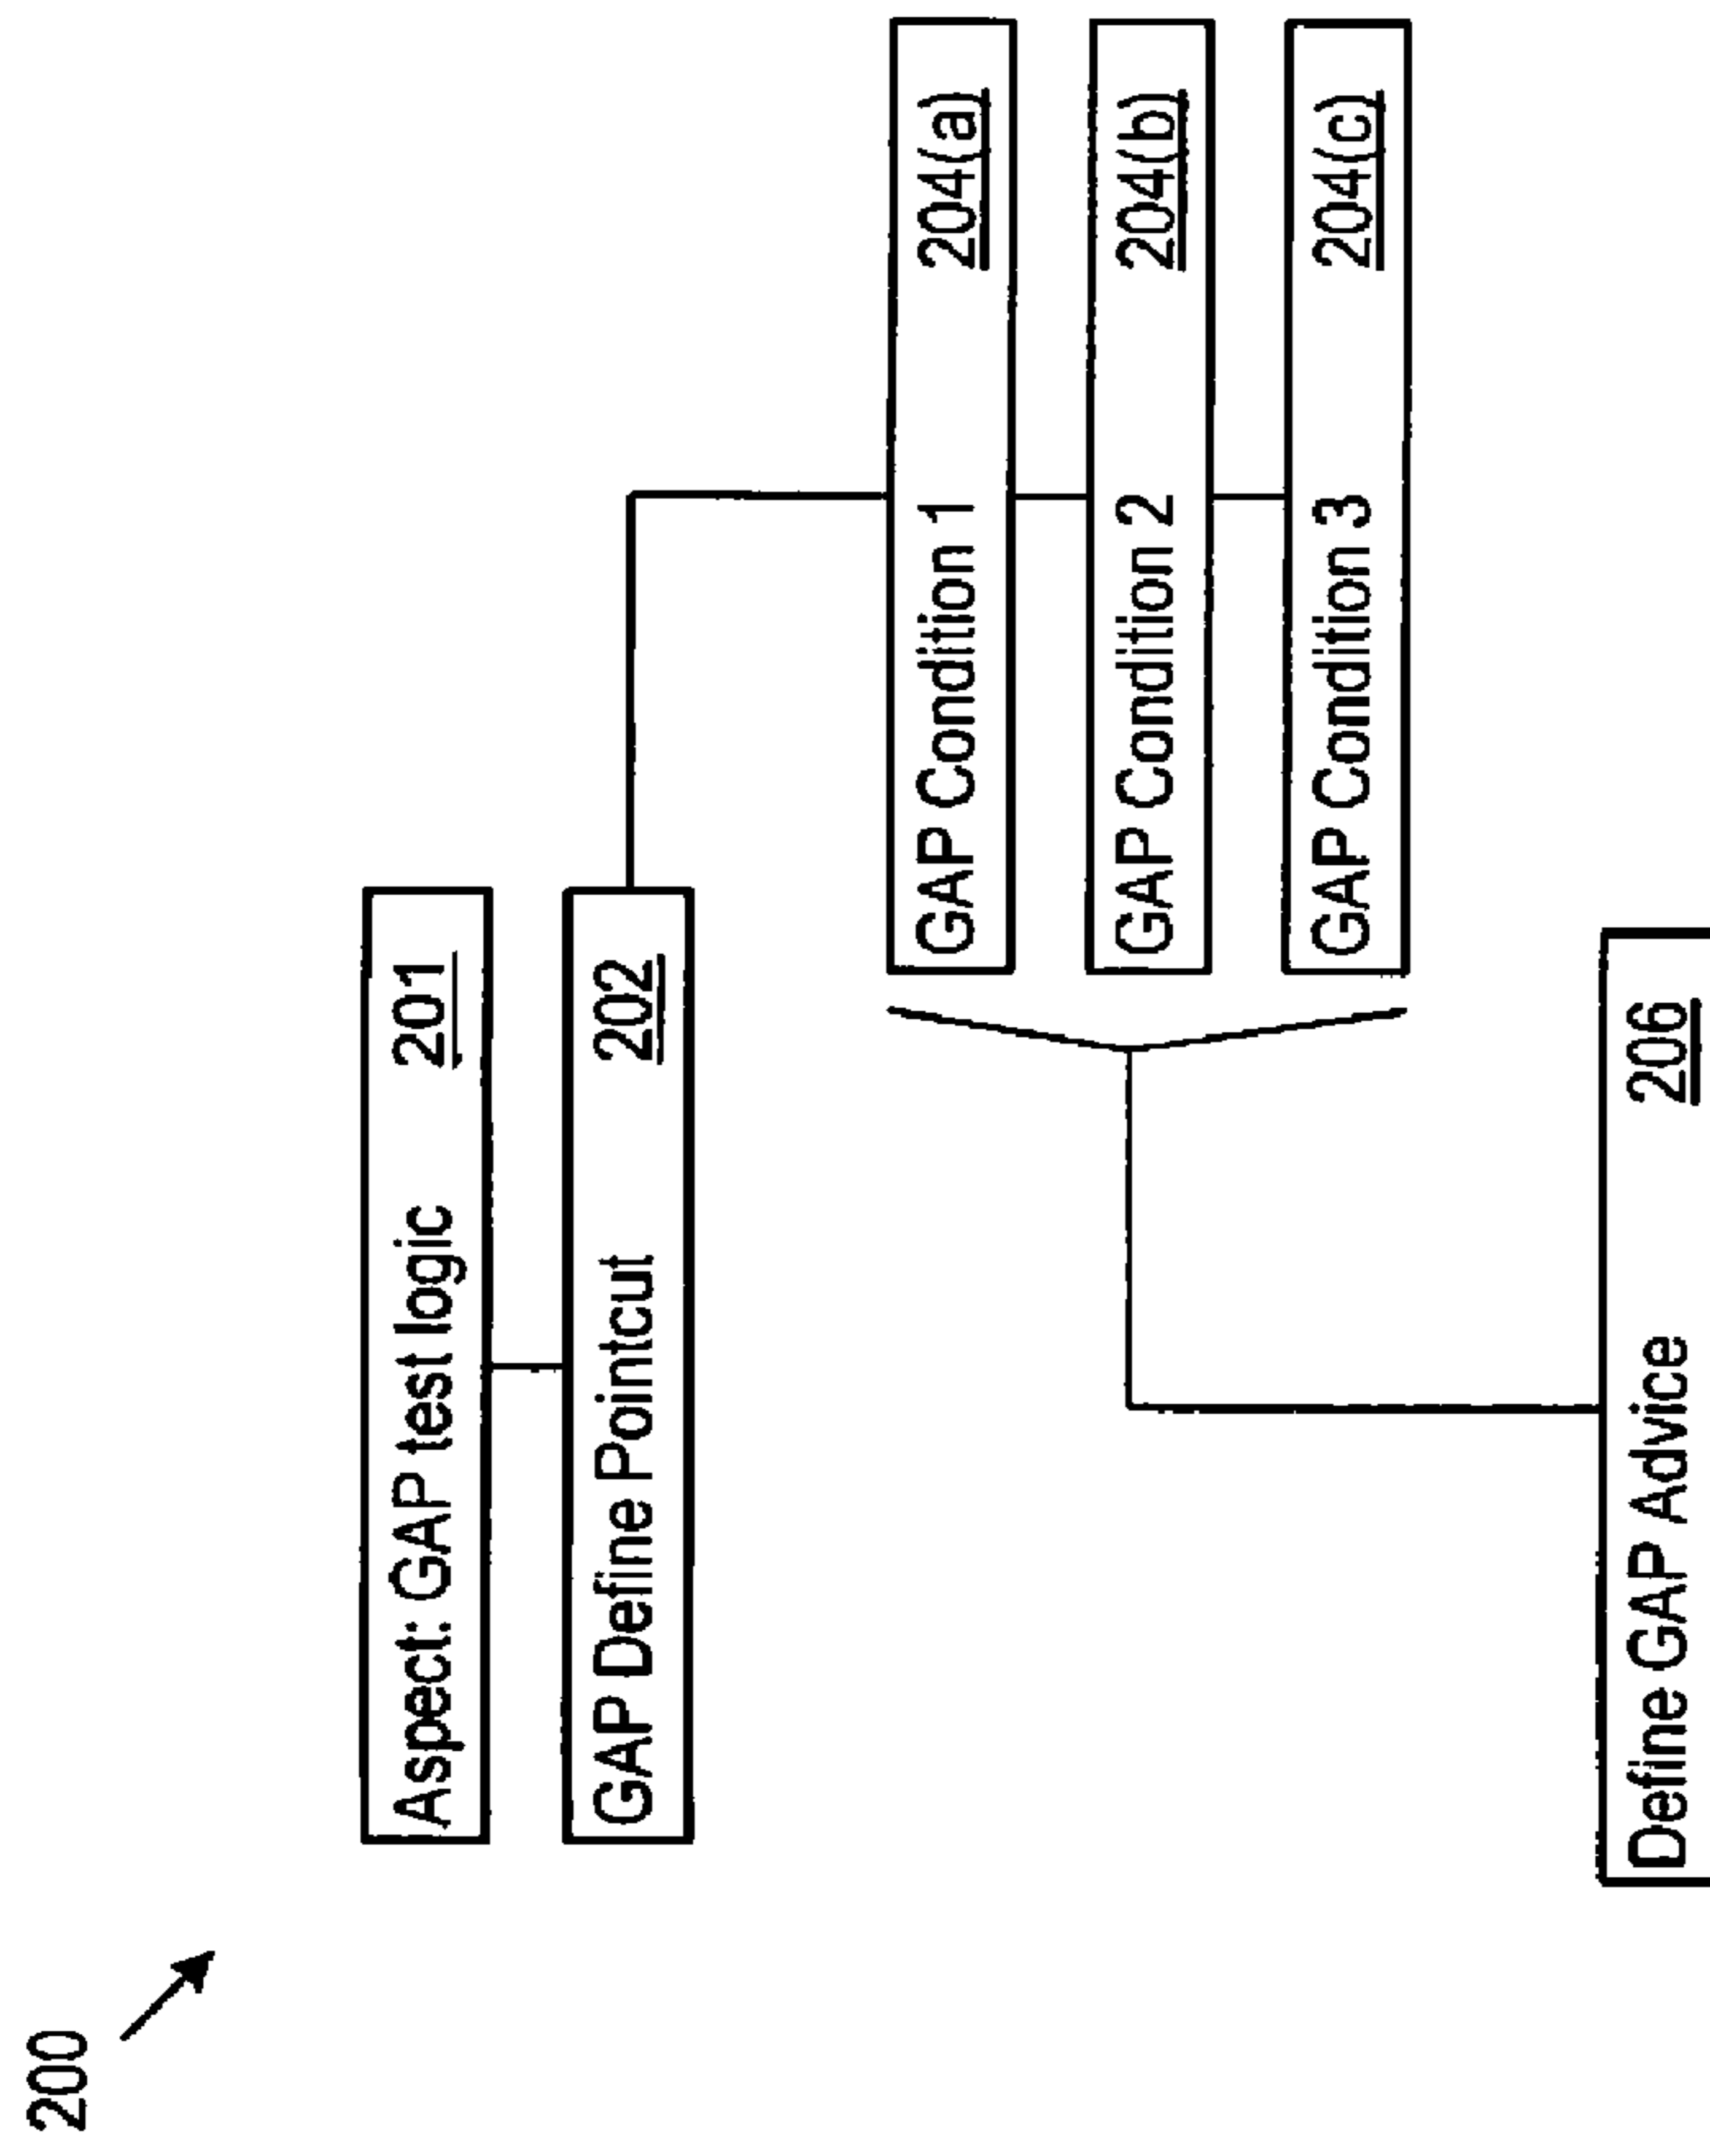 200
Aspect: GAP test logic 201
GAP Define Pointcut 202
GAP Condition 1 204(a)
GAP Condition 2 204(b)
GAP Condition 3 204(c)
Define GAP Advice 206